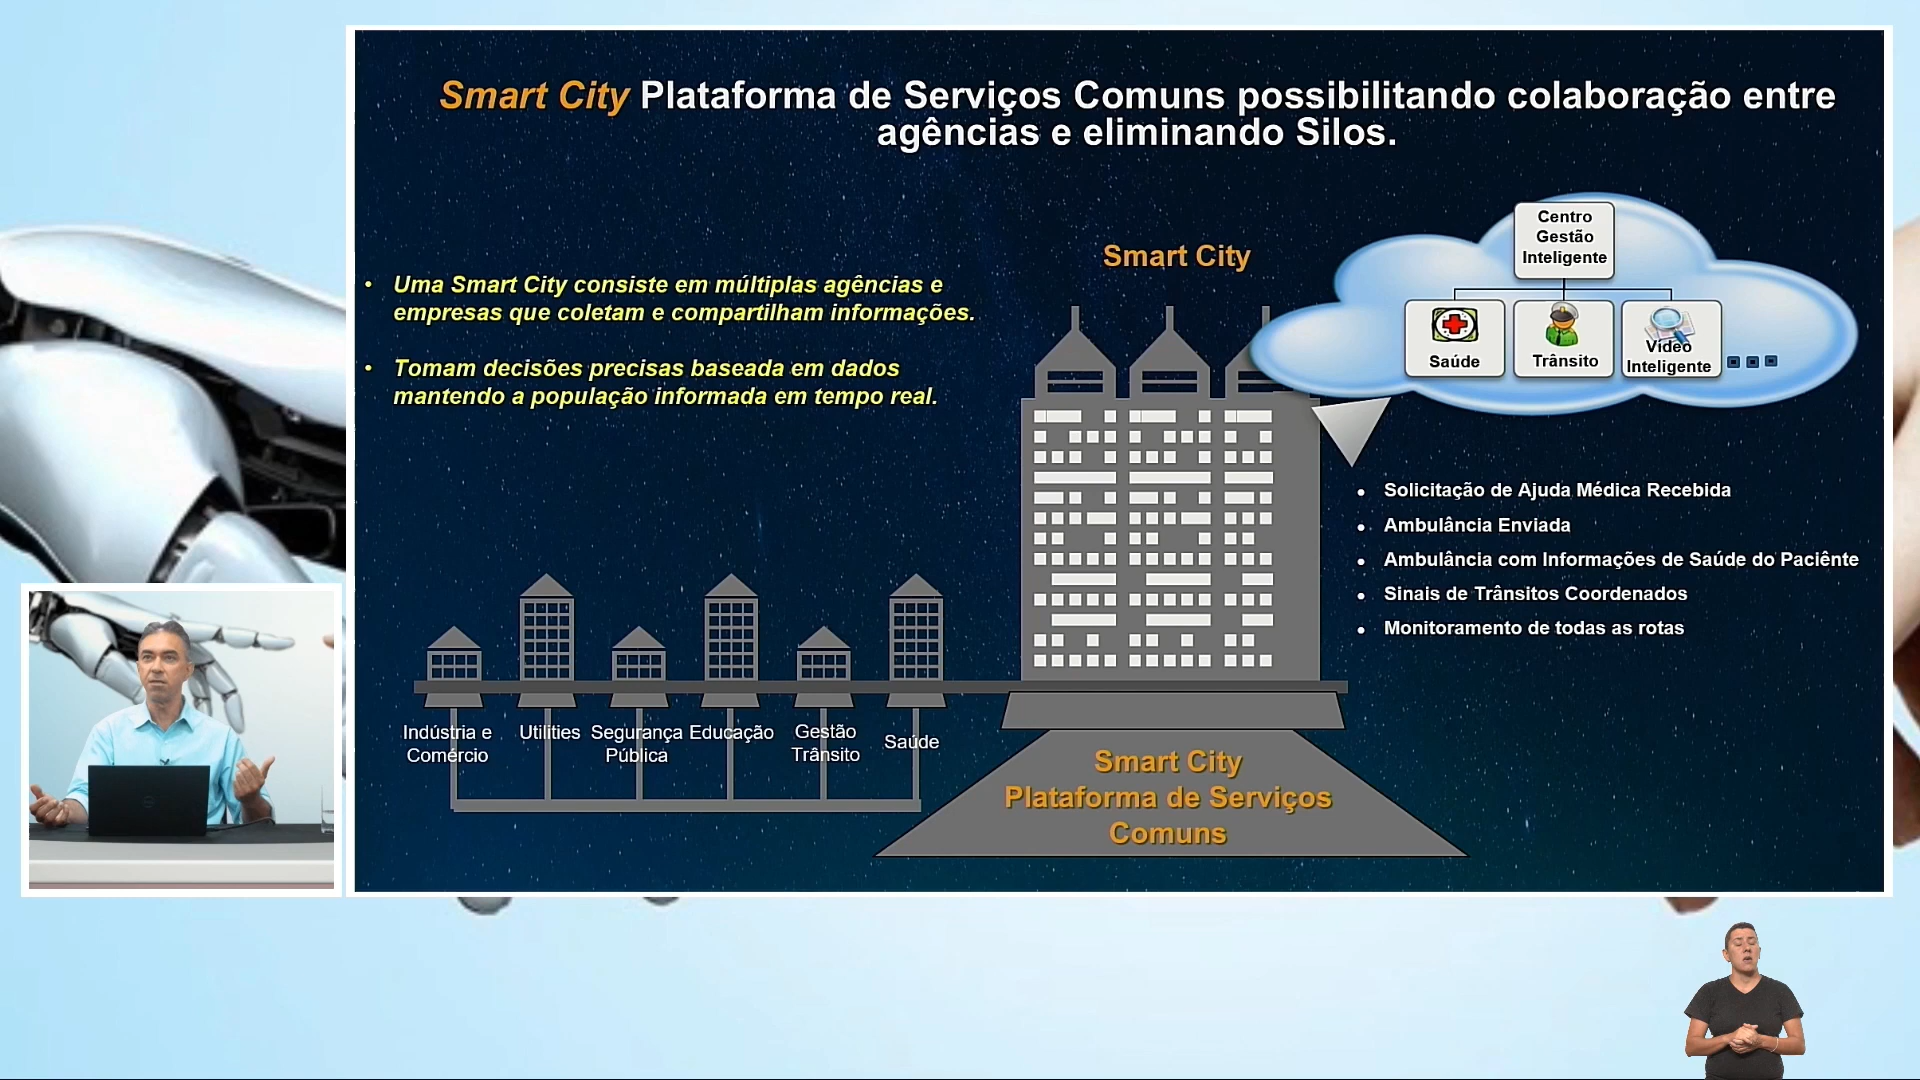 Smart City Plataforma de Serviços Comuns possibilitando colaboração entre
agências e eliminando Silos.
• Uma Smart City consiste em múltiplas agências e
empresas que coletam e compartilham informações.
• Tomam decisões precisas baseada em dados
mantendo a população informada em tempo real.
Smart City
Centro
Gestão
Inteligente
Saúde
Trânsito
Vídeo
Inteligente
• Solicitação de Ajuda Médica Recebida
• Ambulância Enviada
• Ambulância com Informações de Saúde do Paciênte
• Sinais de Trânsitos Coordenados
• Monitoramento de todas as rotas
Indústria e
Comércio
Utilities
Segurança
Pública
Educação
Gestão
Trânsito
Saúde
Smart City
Plataforma de Serviços
Comuns